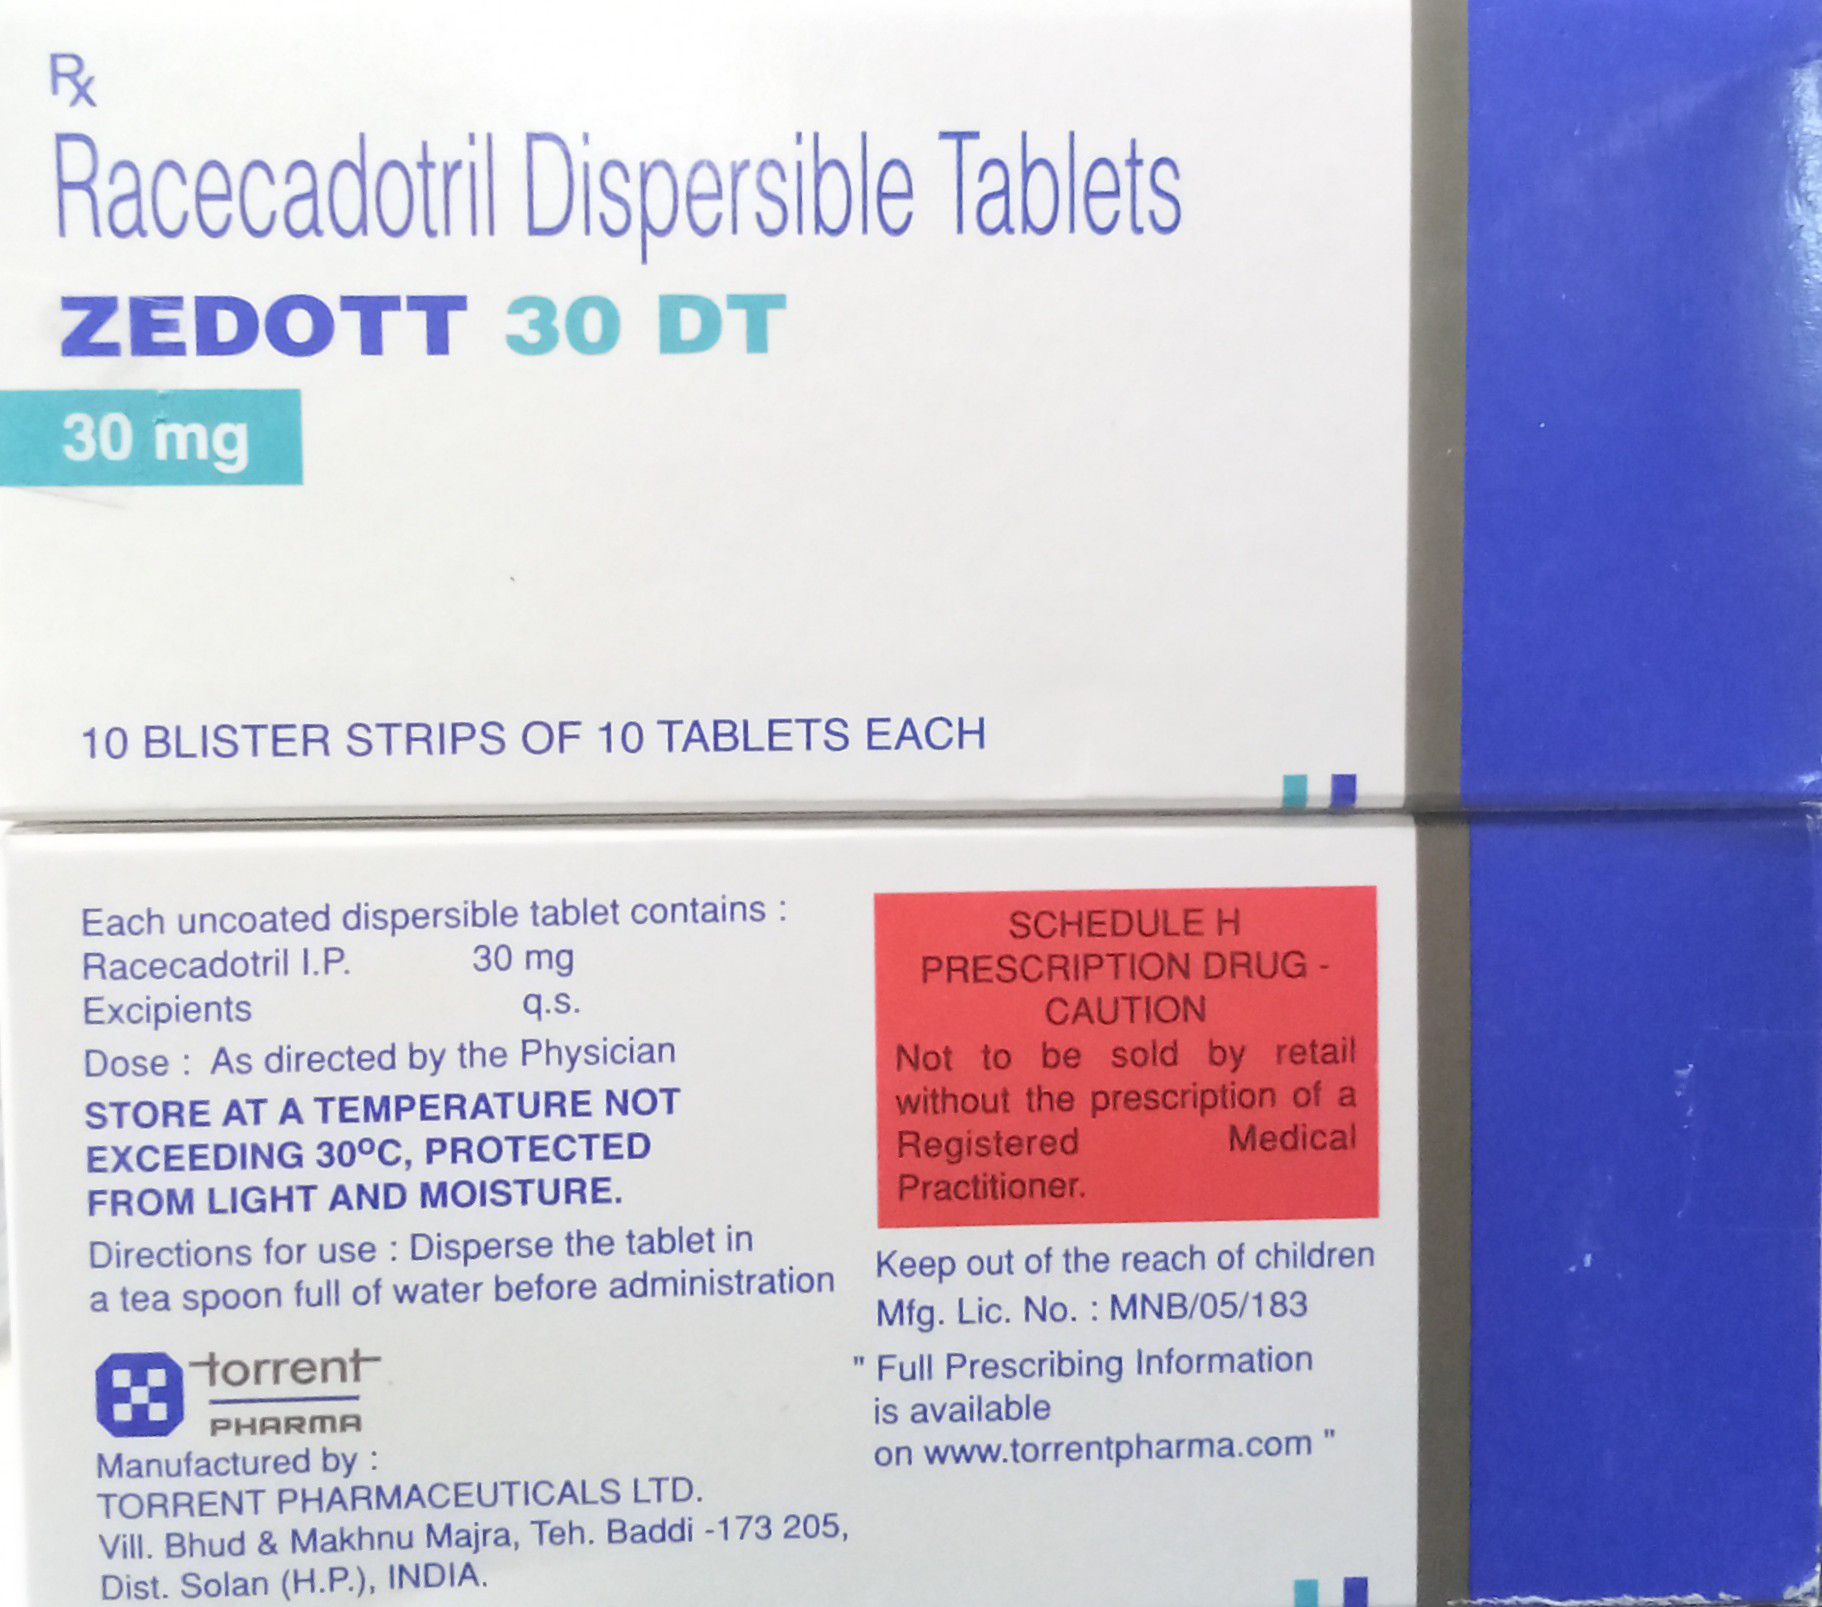 Rx
Racecadotril Dispersible Tablets
ZEDOTT 30 DT
30 mg
10 BLISTER STRIPS OF 10 TABLETS EACH
Each uncoated dispersible tablet contains :
Racecadotril I.P. 30 mg
Excipients q.s.
Dose : As directed by the Physician
STORE AT A TEMPERATURE NOT
EXCEEDING 30ºC, PROTECTED
FROM LIGHT AND MOISTURE.
Directions for use : Disperse the tablet in
a tea spoon full of water before administration
torrent
PHARMA
Manufactured by :
TORRENT PHARMACEUTICALS LTD.
Vill. Bhud & Makhnu Majra, Teh. Baddi -173 205,
Dist. Solan (H.P.), INDIA.
SCHEDULE H
PRESCRIPTION DRUG -
CAUTION
Not to be sold by retail
without the prescription of a
Registered Medical
Practitioner.
Keep out of the reach of children
Mfg. Lic. No. : MNB/05/183
" Full Prescribing Information
is available
on www.torrentpharma.com "